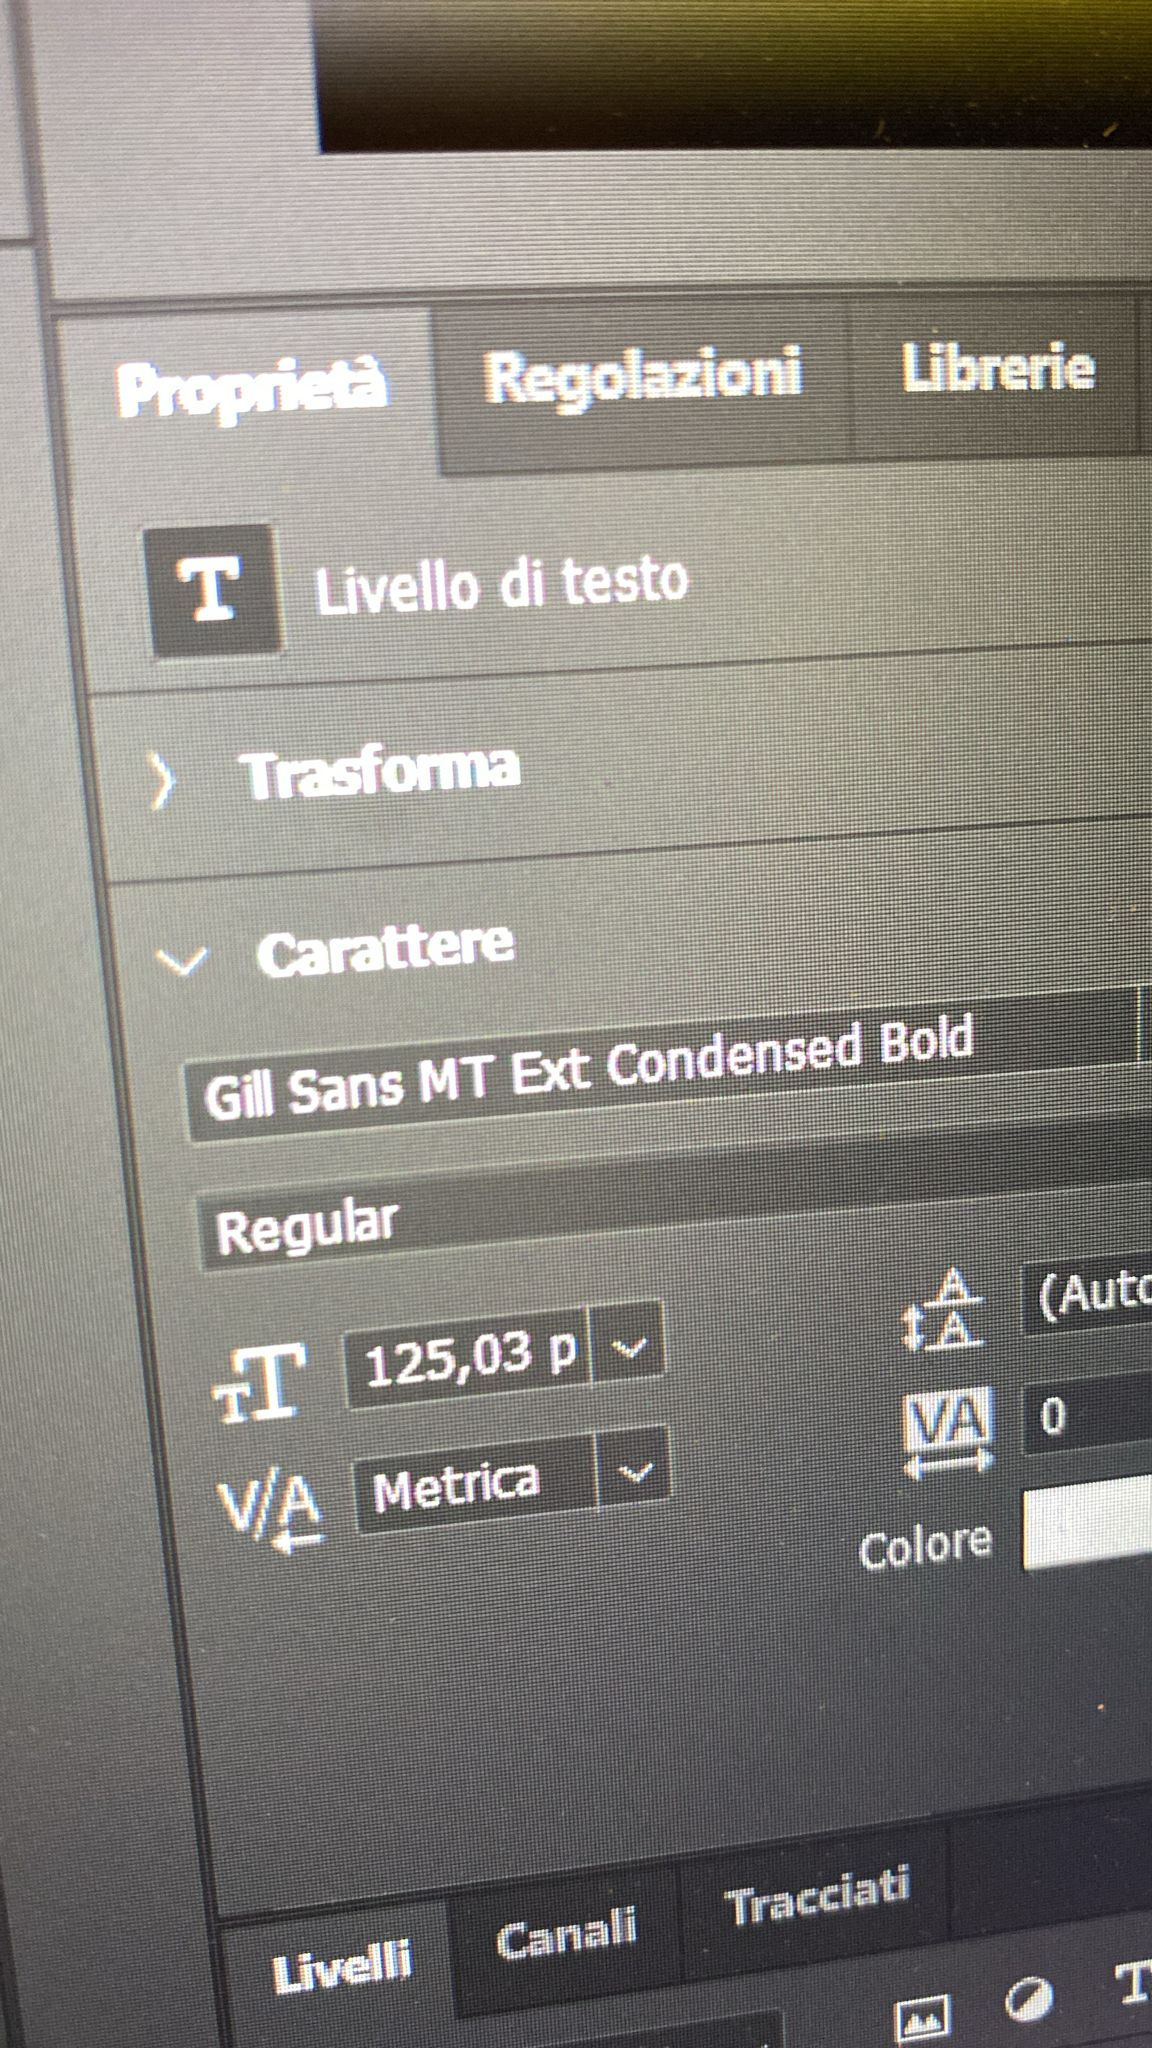 Proprietà Regolazioni Librerie
T Livello di testo
Trasforma
Carattere
Gill Sans MT Ext Condensed Bold
Regular
125,03 p (Auto
Metrica 0
Colore
Livelli Canali Tracciati